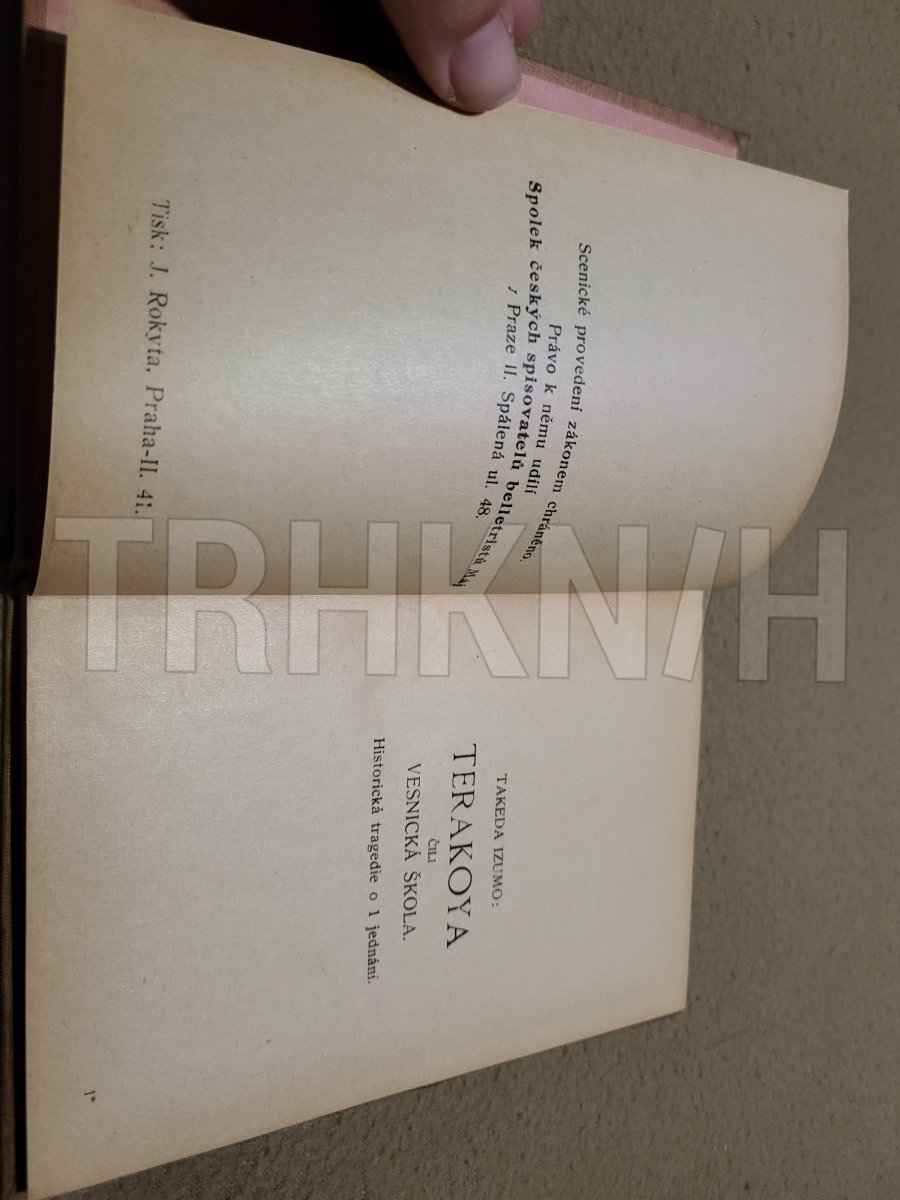 Scenické provedení zákonem chráněno.
Právo k němu udílí
Spolek českých spisovatelů belletristů Máj
v Praze II. Spálená ul. 48.
Tisk: J. Rokyta, Praha-II. 41.
TAKEDA IZUMO:
TERAKOYA
ČILI
VESNICKÁ ŠKOLA.
Historická tragedie o 1 jednání.
1*
TRHKNIH